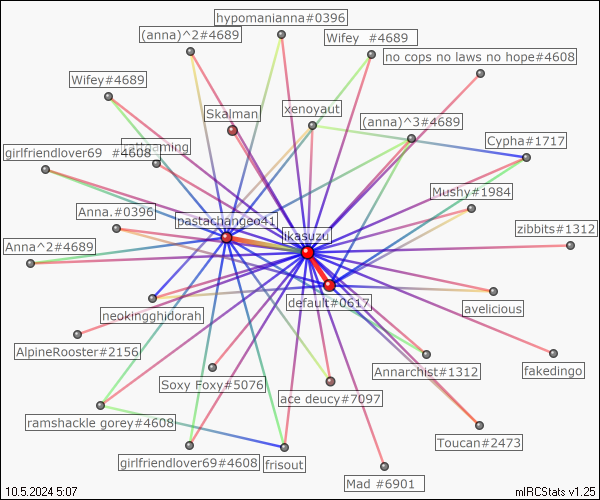 hypomanianna#0396
(anna)^2#4689
Wifey #4689
no cops no laws no hope#4608
Wifey#4689
Skalman
xenoyaut
(anna)^3#4689
Cypha#1717
girlfriendlover69 #4608
Mushy#1984
Anna.#0396
pastachangeo41
ikasuzu
zibbits#1312
Anna^2#4689
default#0617
neokingghidorah
avelicious
AlpineRooster#2156
Annarchist#1312
fakedingo
Soxy Foxy#5076
ace deucy#7097
ramshackle gorey#4608
Toucan#2473
girlfriendlover69#4608
frisout
Mad #6901
10.5.2024 5:07
mIRCStats v1.25